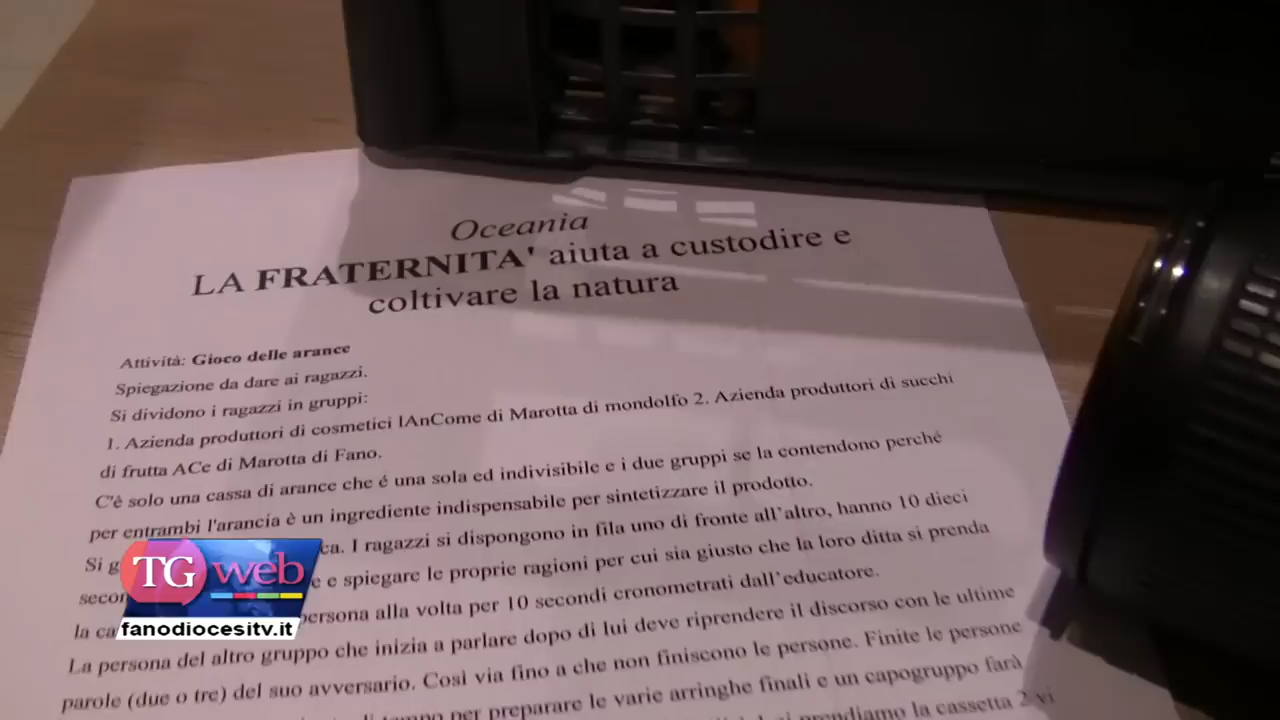 Oceania
LA FRATERNITA' aiuta a custodire e
coltivare la natura
Attività: Gioco delle arance
Spiegazione da dare ai ragazzi.
Si dividono i ragazzi in gruppi:
1. Azienda produttori di cosmetici lAnCome di Marotta di mondolfo 2. Azienda produttori di succhi
di frutta ACe di Marotta di Fano.
C'è solo una cassa di arance che é una sola ed indivisibile e i due gruppi se la contendono perché
per entrambi l'arancia è un ingrediente indispensabile per sintetizzare il prodotto.
Si g ca. I ragazzi si dispongono in fila uno di fronte all'altro, hanno 10 dieci
secon e e spiegare le proprie ragioni per cui sia giusto che la loro ditta si prenda
la ca persona alla volta per 10 secondi cronometrati dall'educatore.
La persona del altro gruppo che inizia a parlare dopo di lui deve riprendere il discorso con le ultime
parole (due o tre) del suo avversario. Così via fino a che non finiscono le persone. Finite le persone
di tempo per preparare le varie arringhe finali e un capogruppo farà
prendiamo la cassetta 2 vi
TG web
fanodiocesitv.it